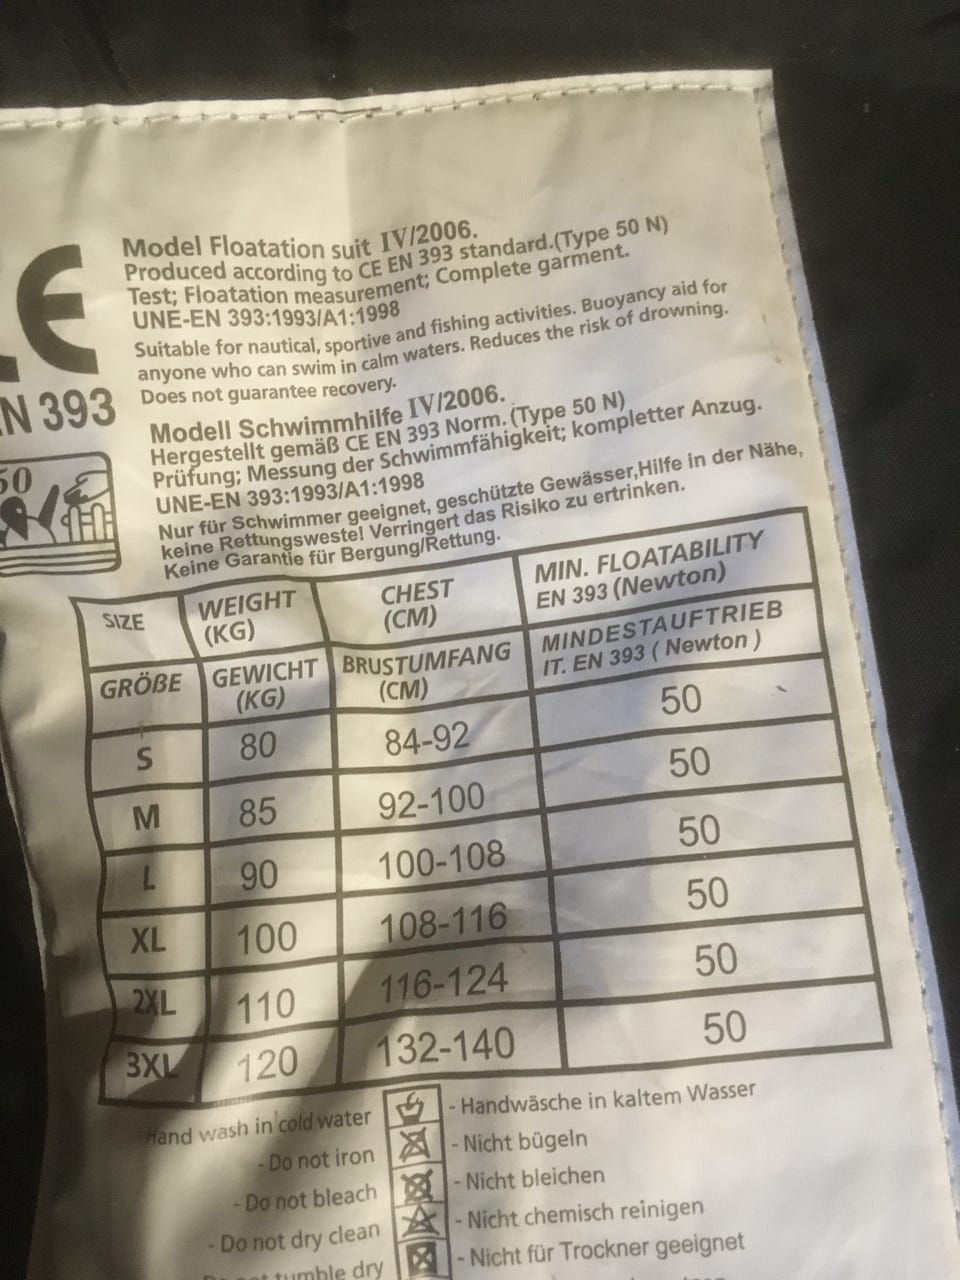 CE
EN 393
50
Model Floatation suit IV/2006.
Produced according to CE EN 393 standard.(Type 50 N)
Test; Floatation measurement; Complete garment.
UNE-EN 393:1993/A1:1998
Suitable for nautical, sportive and fishing activities. Buoyancy aid for
anyone who can swim in calm waters. Reduces the risk of drowning.
Does not guarantee recovery.
Modell Schwimmhilfe IV/2006.
Hergestellt gemäß CE EN 393 Norm. (Type 50 N)
Prüfung; Messung der Schwimmfähigkeit; kompletter Anzug.
UNE-EN 393:1993/A1:1998
Nur für Schwimmer geeignet, geschützte Gewässer,Hilfe in der Nähe,
keine Rettungsweste! Verringert das Risiko zu ertrinken.
Keine Garantie für Bergung/Rettung.
SIZE WEIGHT (KG) CHEST (CM) MIN. FLOATABILITY EN 393 (Newton)
GRÖßE GEWICHT (KG) BRUSTUMFANG (CM) MINDESTAUFTRIEB IT. EN 393 ( Newton )
S 80 84-92 50
M 85 92-100 50
L 90 100-108 50
XL 100 108-116 50
2XL 110 116-124 50
3XL 120 132-140 50
Hand wash in cold water - Handwäsche in kaltem Wasser
- Do not iron - Nicht bügeln
- Do not bleach - Nicht bleichen
- Do not dry clean - Nicht chemisch reinigen
tumble dry - Nicht für Trockner geeignet